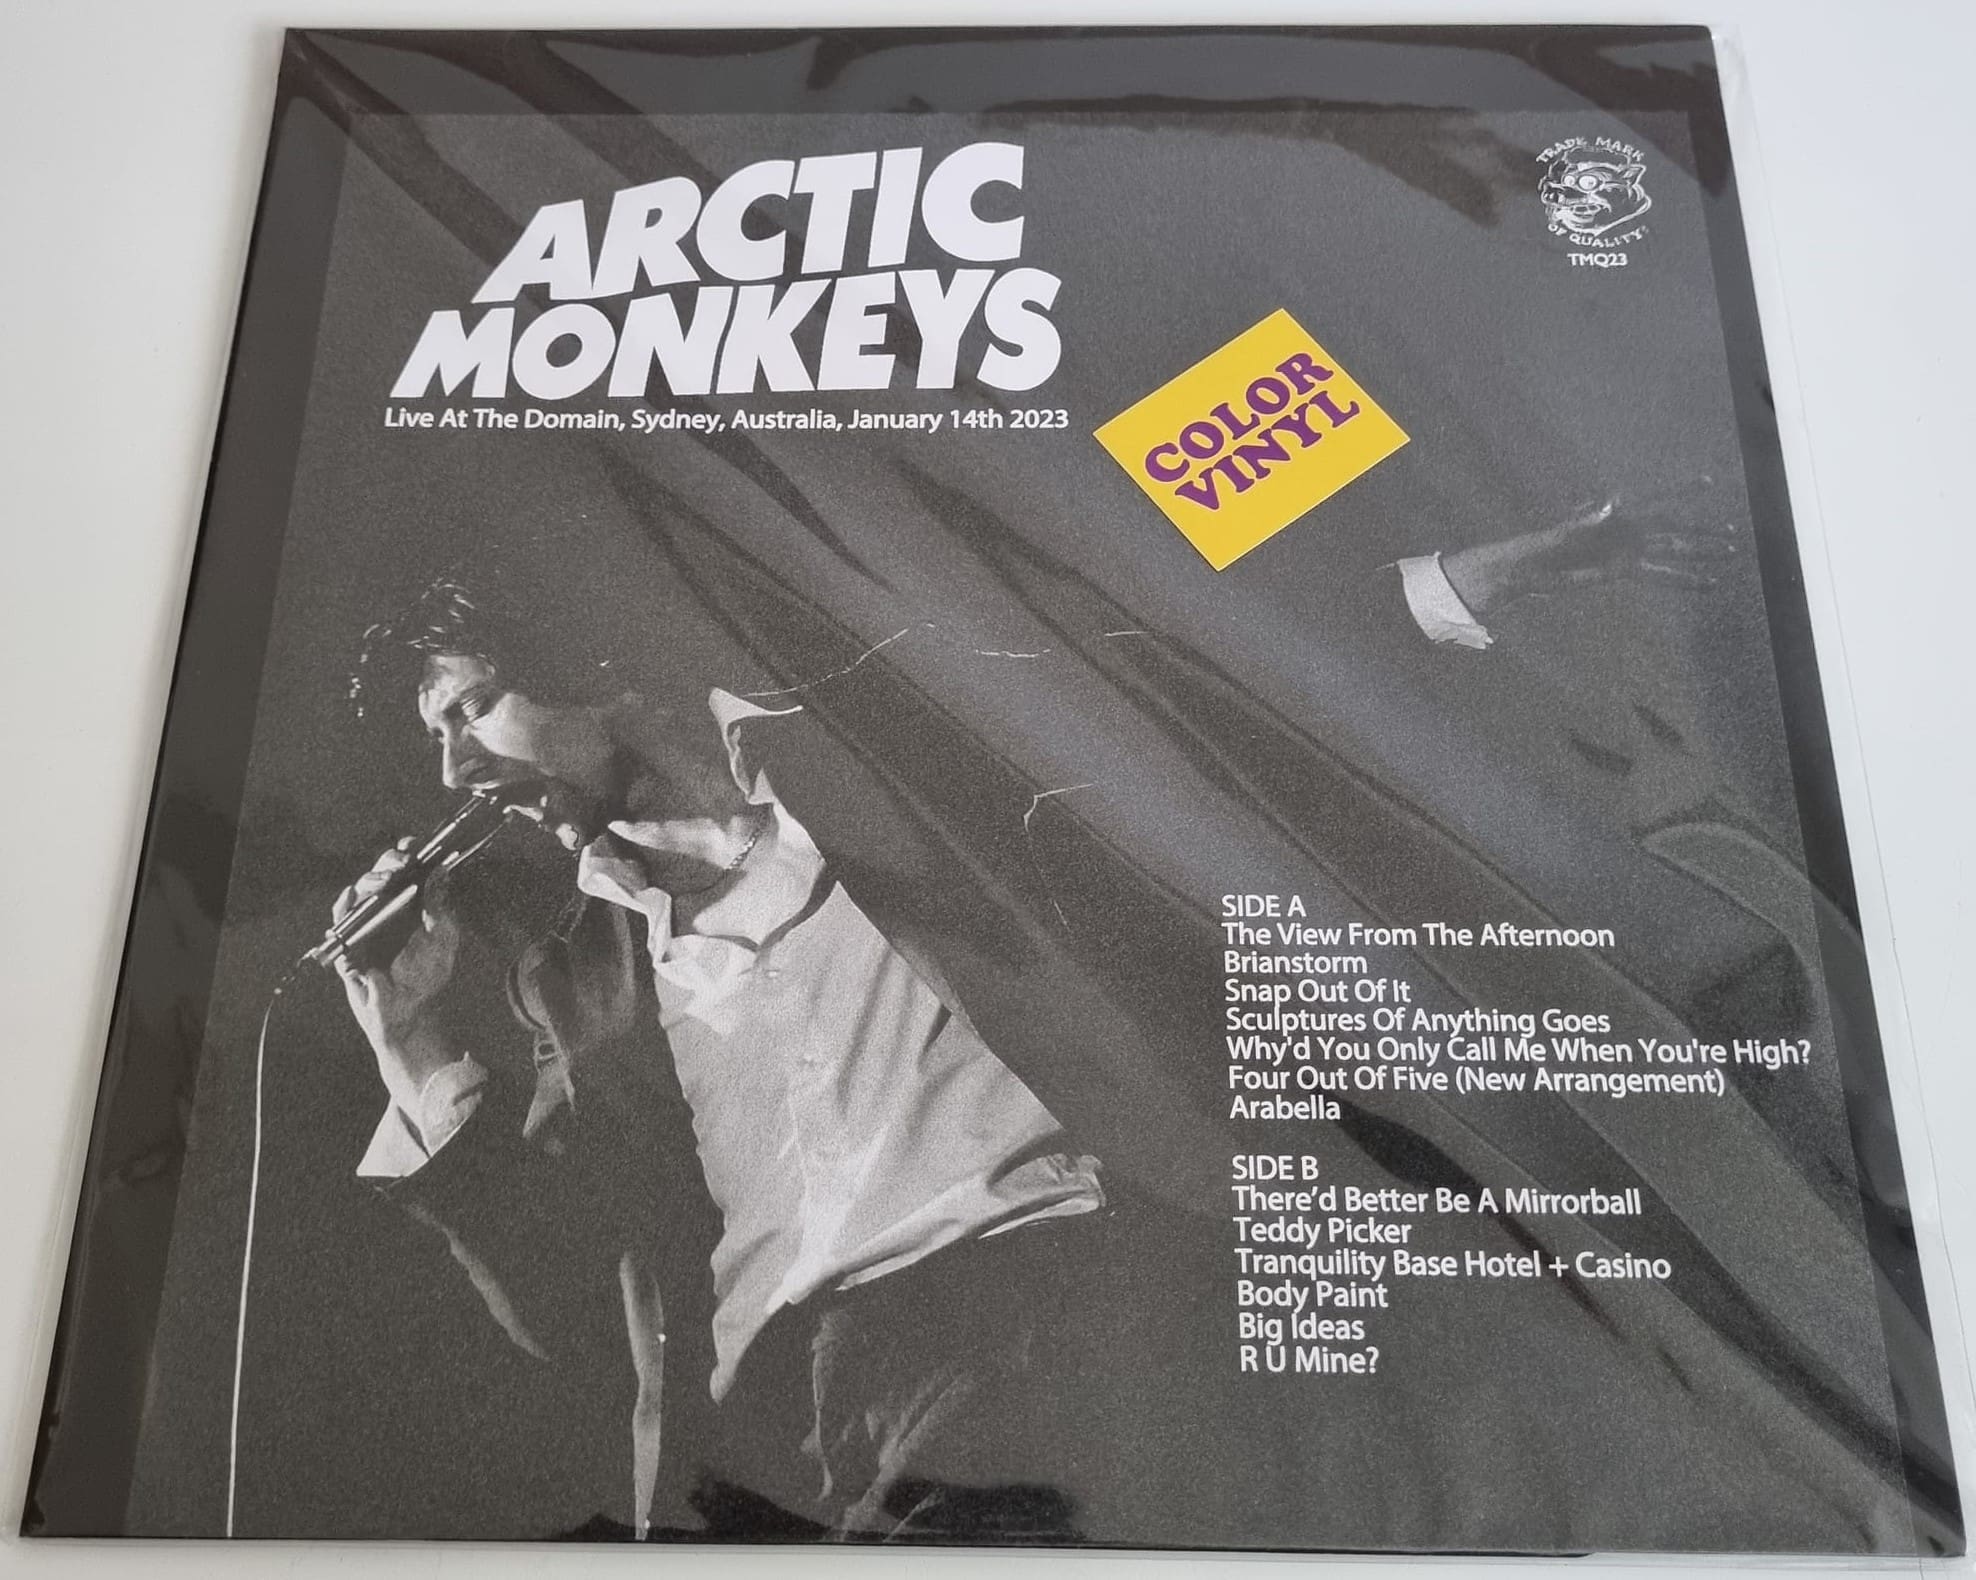 ARCTIC
MONKEYS
Live At The Domain, Sydney, Australia, January 14th 2023
TRADE MARK
OF QUALITY
TMQ23
COLOR
VINYL
SIDE A
The View From The Afternoon
Brianstorm
Snap Out Of It
Sculptures Of Anything Goes
Why'd You Only Call Me When You're High?
Four Out Of Five (New Arrangement)
Arabella
SIDE B
There’d Better Be A Mirrorball
Teddy Picker
Tranquility Base Hotel + Casino
Body Paint
Big Ideas
R U Mine?